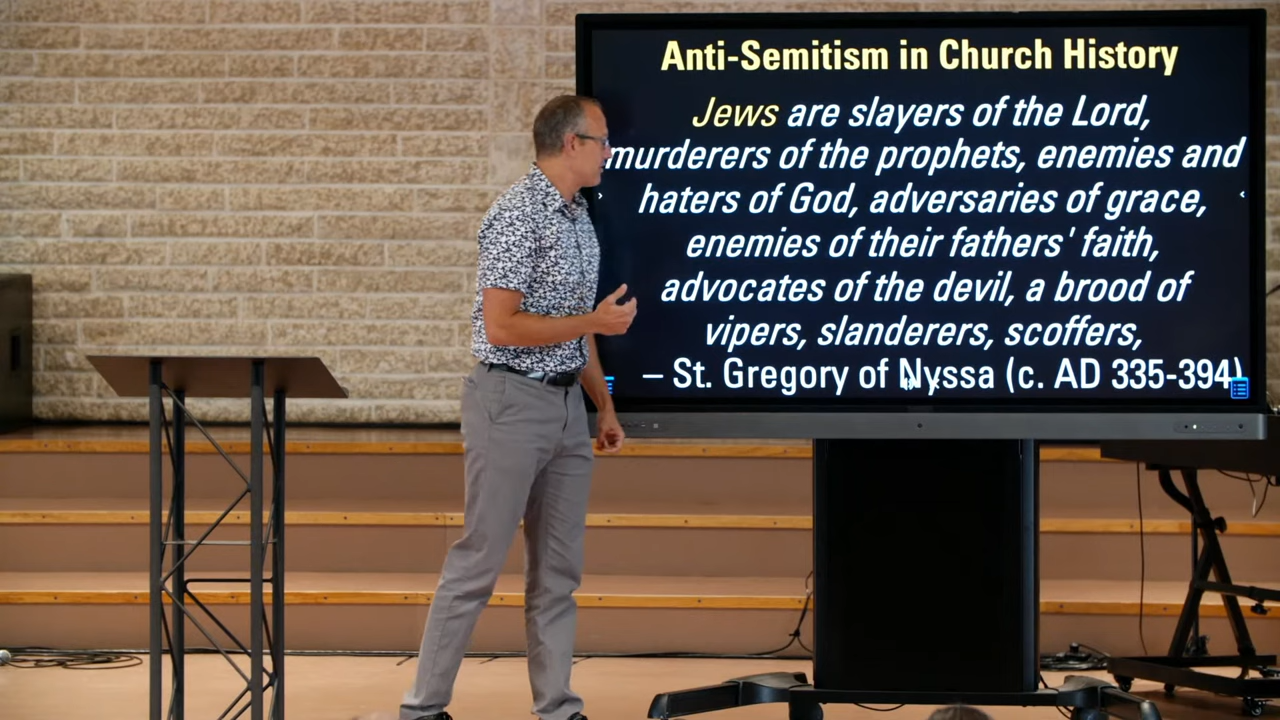 Anti-Semitism in Church History
Jews are slayers of the Lord,
murderers of the prophets, enemies and
haters of God, adversaries of grace,
enemies of their fathers' faith,
advocates of the devil, a brood of
vipers, slanderers, scoffers,
– St. Gregory of Nyssa (c. AD 335-394)